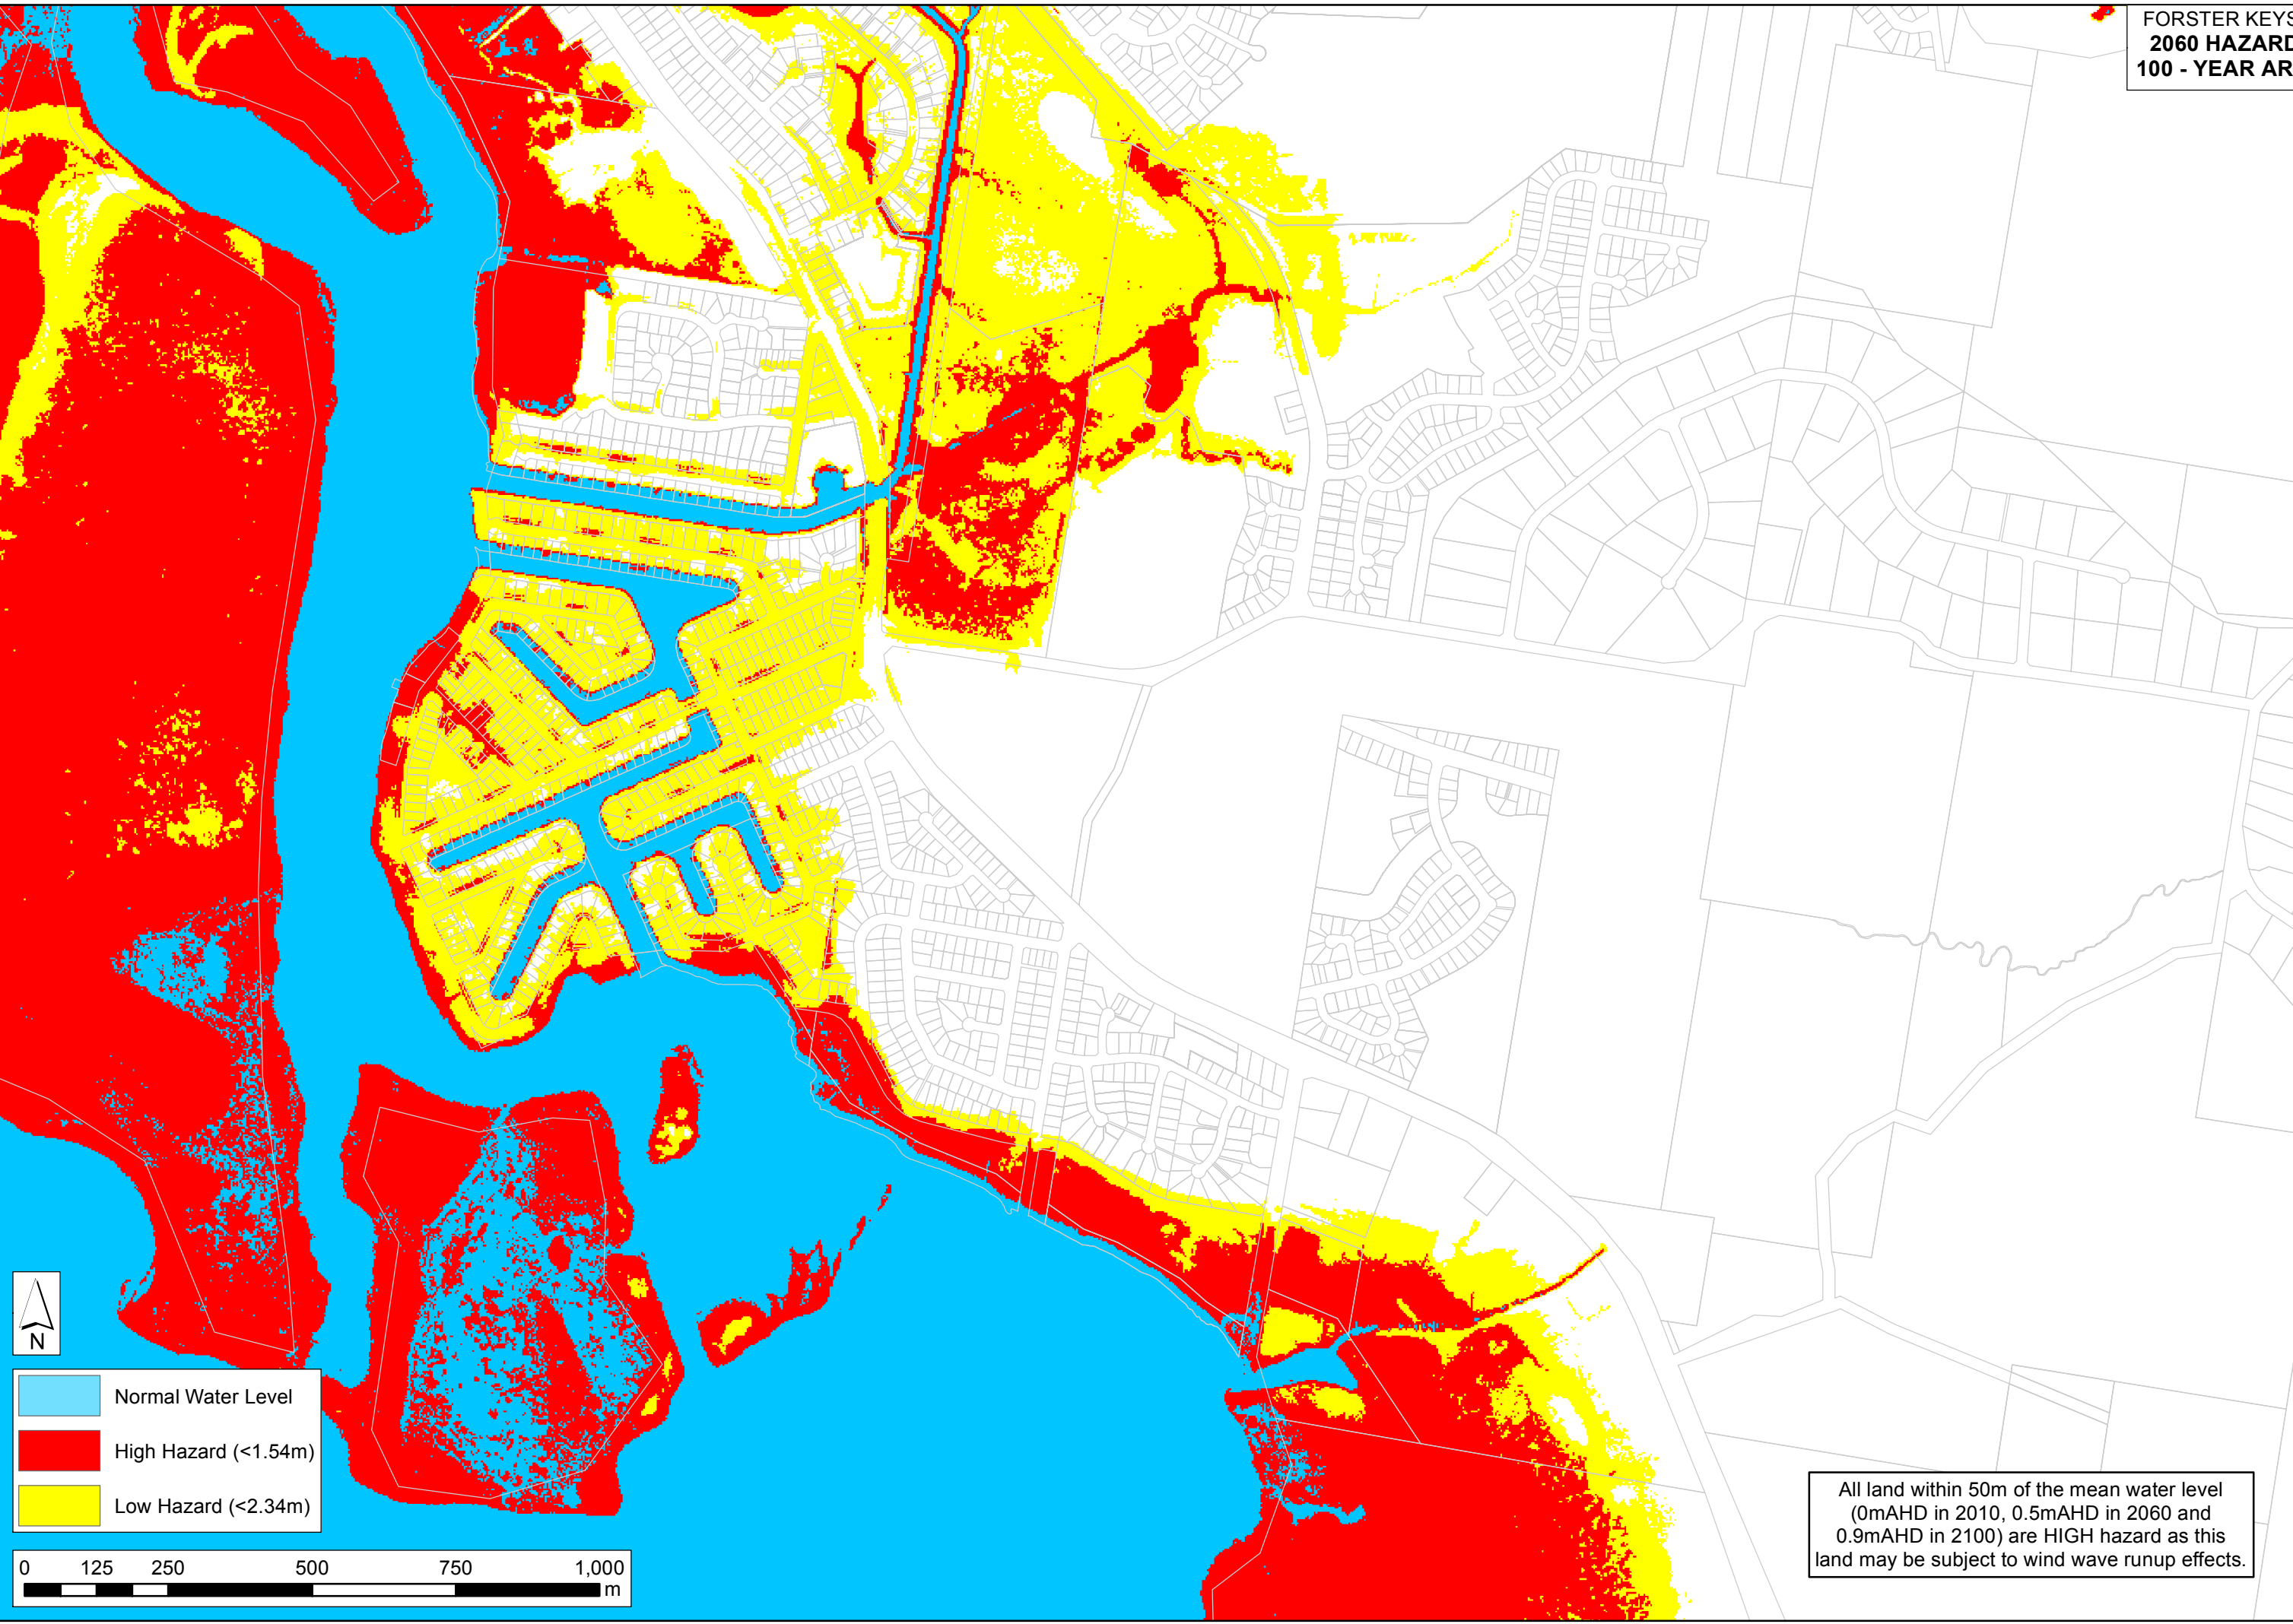 FORSTER KEYS
2060 HAZARD
100 - YEAR AR
N
Normal Water Level
High Hazard (<1.54m)
Low Hazard (<2.34m)
0 125 250 500 750 1,000
m
All land within 50m of the mean water level
(0mAHD in 2010, 0.5mAHD in 2060 and
0.9mAHD in 2100) are HIGH hazard as this
land may be subject to wind wave runup effects.